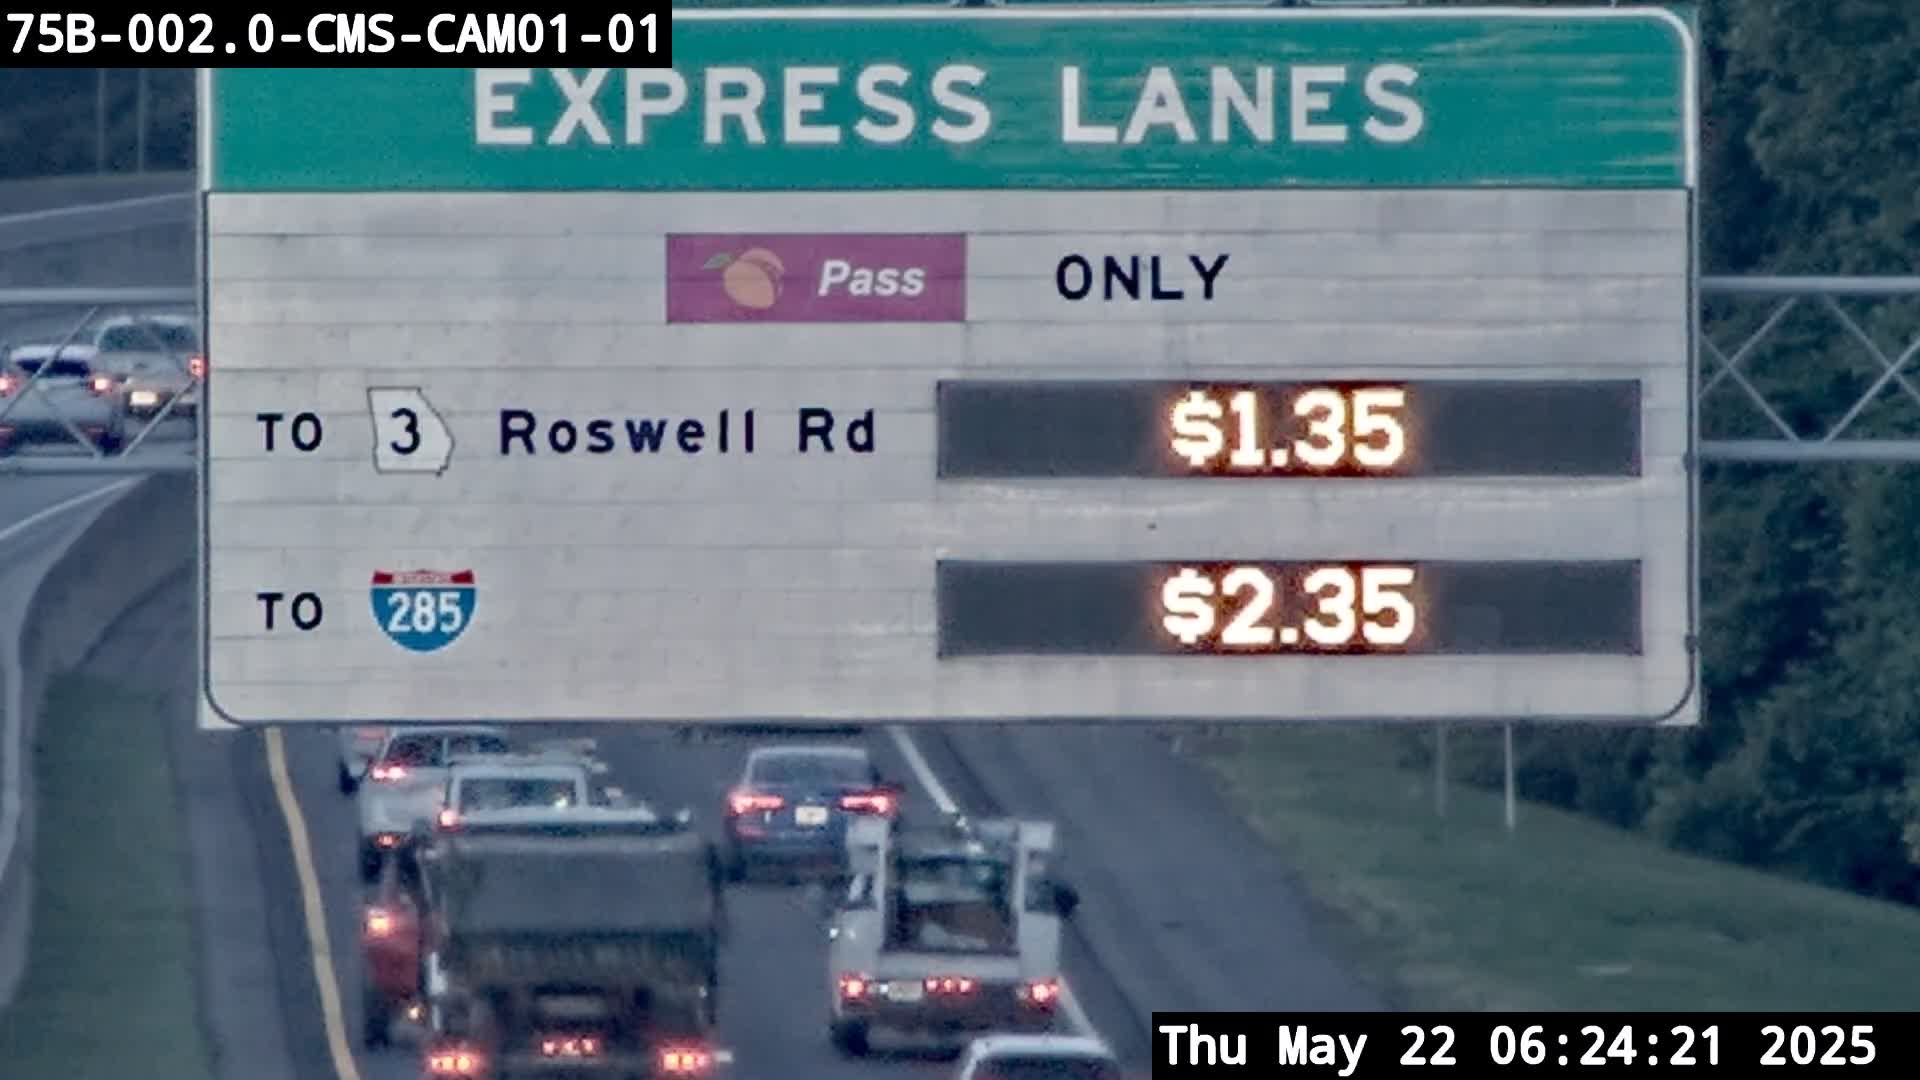 75B-002.0-CMS-CAM01-01
EXPRESS LANES
Pass ONLY
TO 3 Roswell Rd $1.35
TO 285 $2.35
Thu May 22 06:24:21 2025